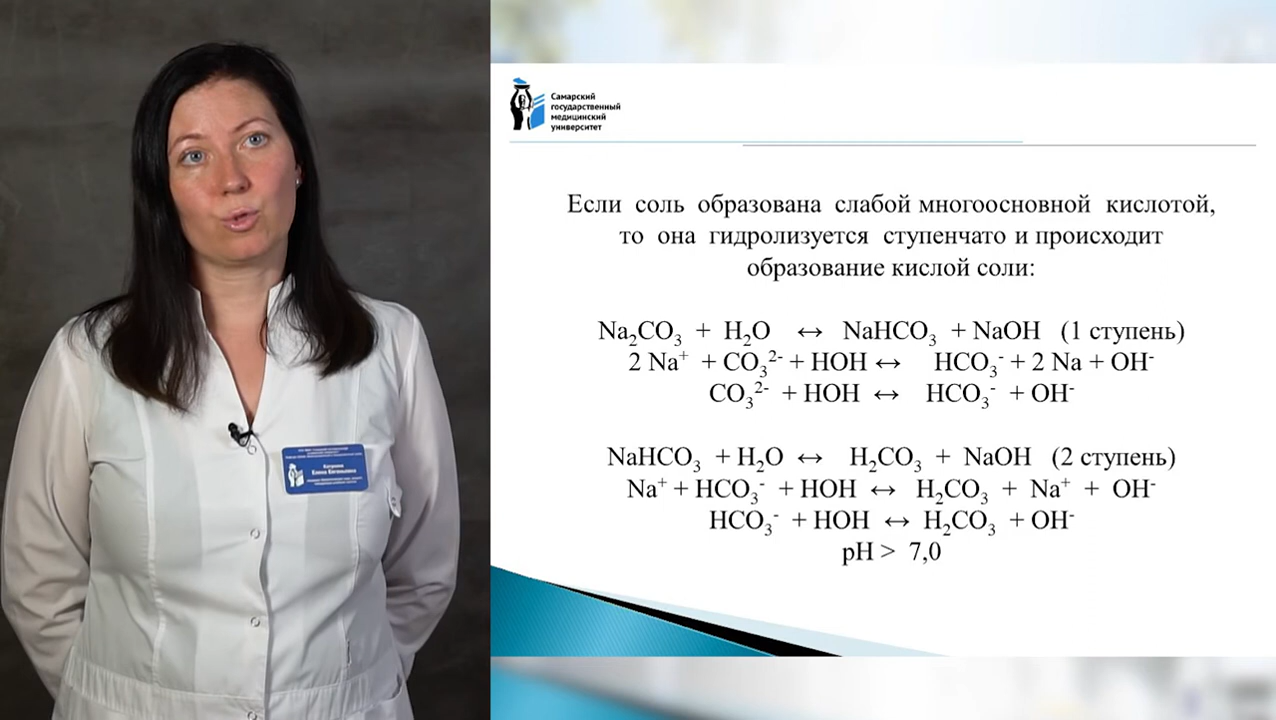 Самарский
государственный
медицинский
университет
Если соль образована слабой многоосновной кислотой,
то она гидролизуется ступенчато и происходит
образование кислой соли:
Na₂CO₃ + H₂O ↔ NaHCO₃ + NaOH (1 ступень)
2 Na⁺ + CO₃²⁻ + HOH ↔ HCO₃⁻ + 2 Na + OH⁻
CO₃²⁻ + HOH ↔ HCO₃⁻ + OH⁻
NaHCO₃ + H₂O ↔ H₂CO₃ + NaOH (2 ступень)
Na⁺ + HCO₃⁻ + HOH ↔ H₂CO₃ + Na⁺ + OH⁻
HCO₃⁻ + HOH ↔ H₂CO₃ + OH⁻
pH > 7,0
Елена Евгеньевна